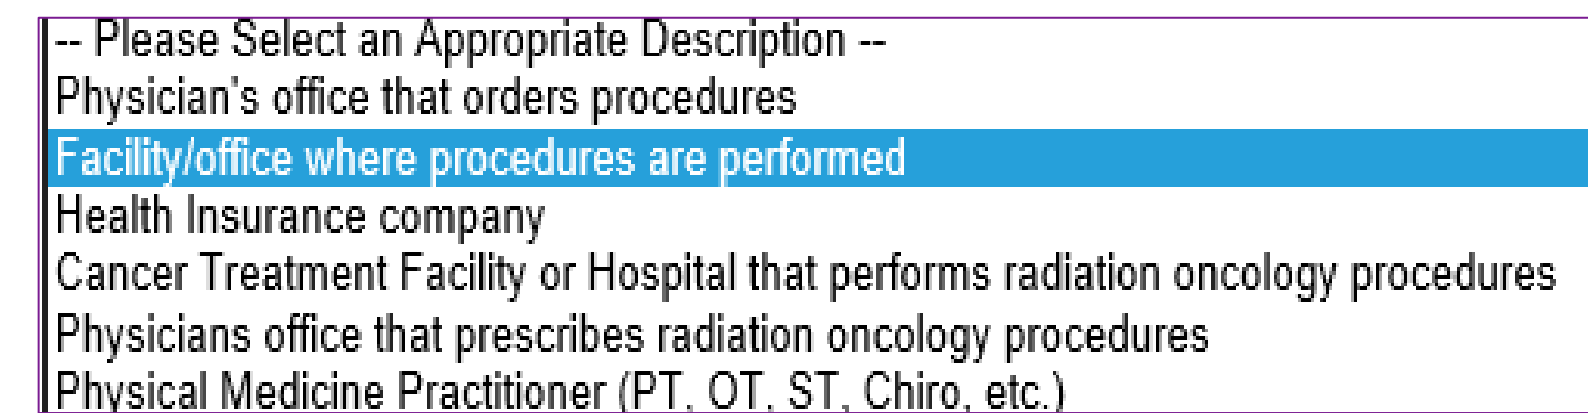 -- Please Select an Appropriate Description --
Physician's office that orders procedures
Facility/office where procedures are performed
Health Insurance company
Cancer Treatment Facility or Hospital that performs radiation oncology procedures
Physicians office that prescribes radiation oncology procedures
Physical Medicine Practitioner (PT, OT, ST, Chiro, etc.)